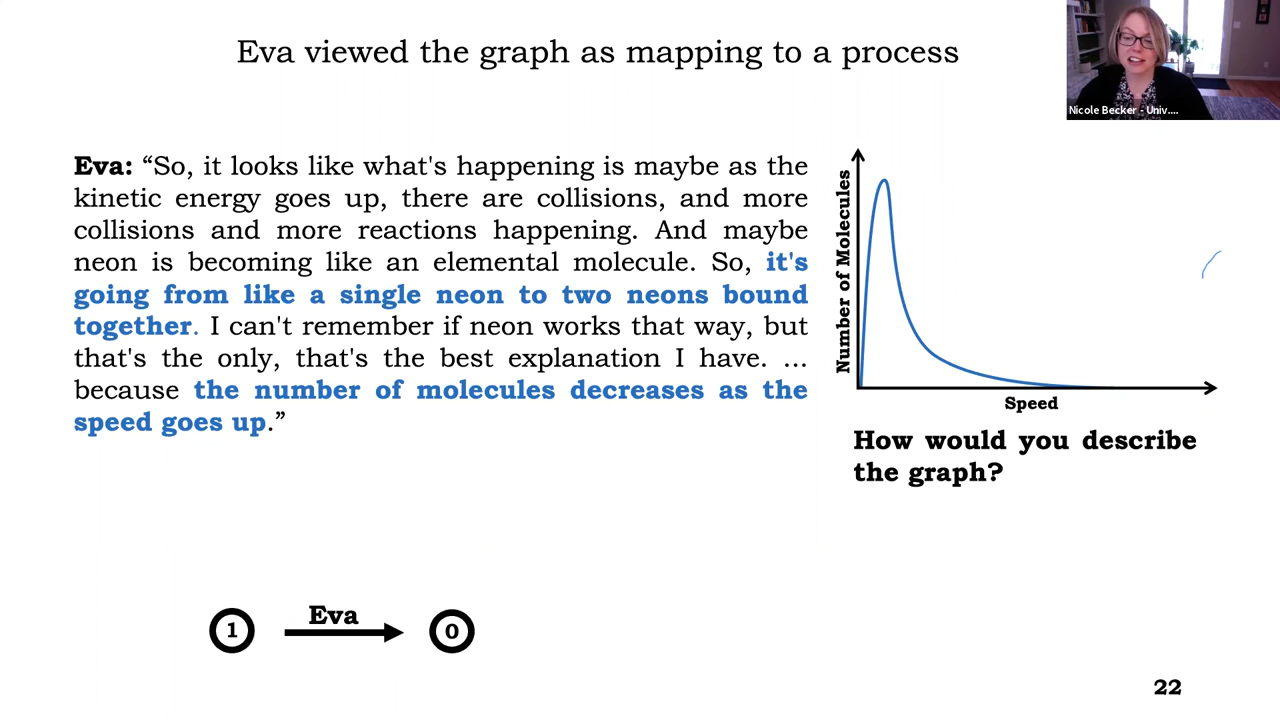 Eva viewed the graph as mapping to a process
Nicole Becker - Univ....
Eva: “So, it looks like what's happening is maybe as the
kinetic energy goes up, there are collisions, and more
collisions and more reactions happening. And maybe
neon is becoming like an elemental molecule. So, it's
going from like a single neon to two neons bound
together. I can't remember if neon works that way, but
that's the only, that's the best explanation I have. ...
because the number of molecules decreases as the
speed goes up.”
Number of Molecules
Speed
How would you describe
the graph?
1
Eva
0
22